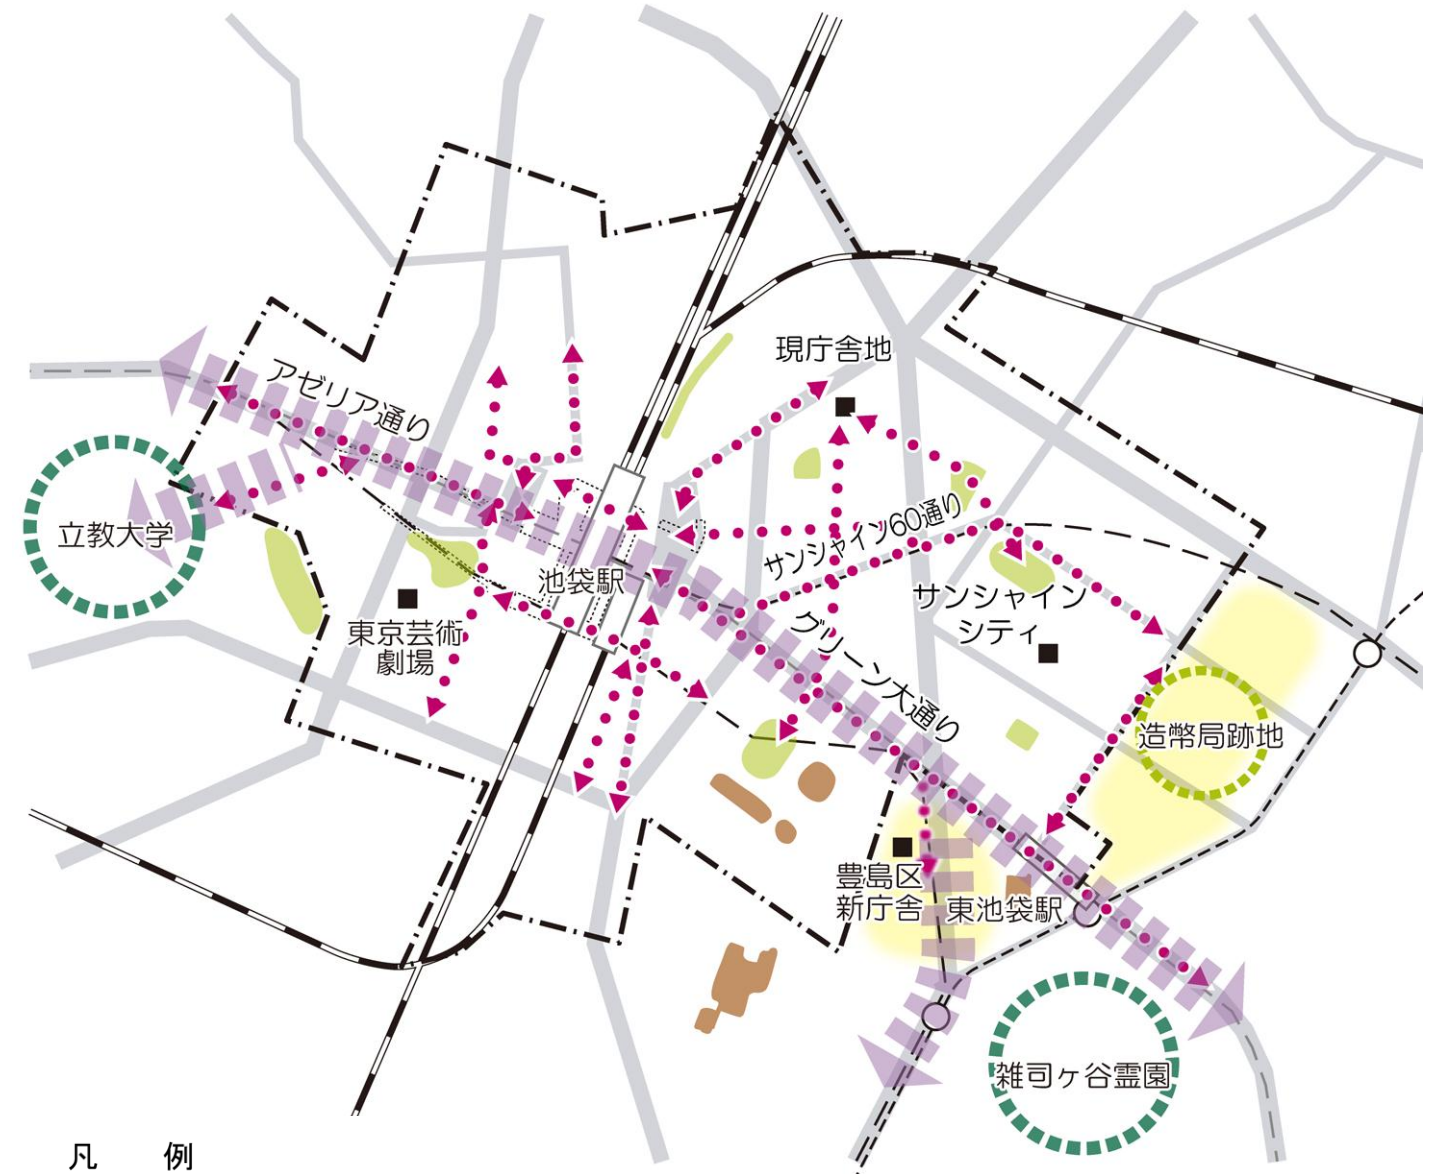 現庁舎地
アゼリア通り
サンシャイン60通り
立教大学
池袋駅
サンシャイン
シティ
東京芸術
劇場
グリーン大通り
造幣局跡地
豊島区
新庁舎
東池袋駅
雑司ヶ谷霊園
凡　例